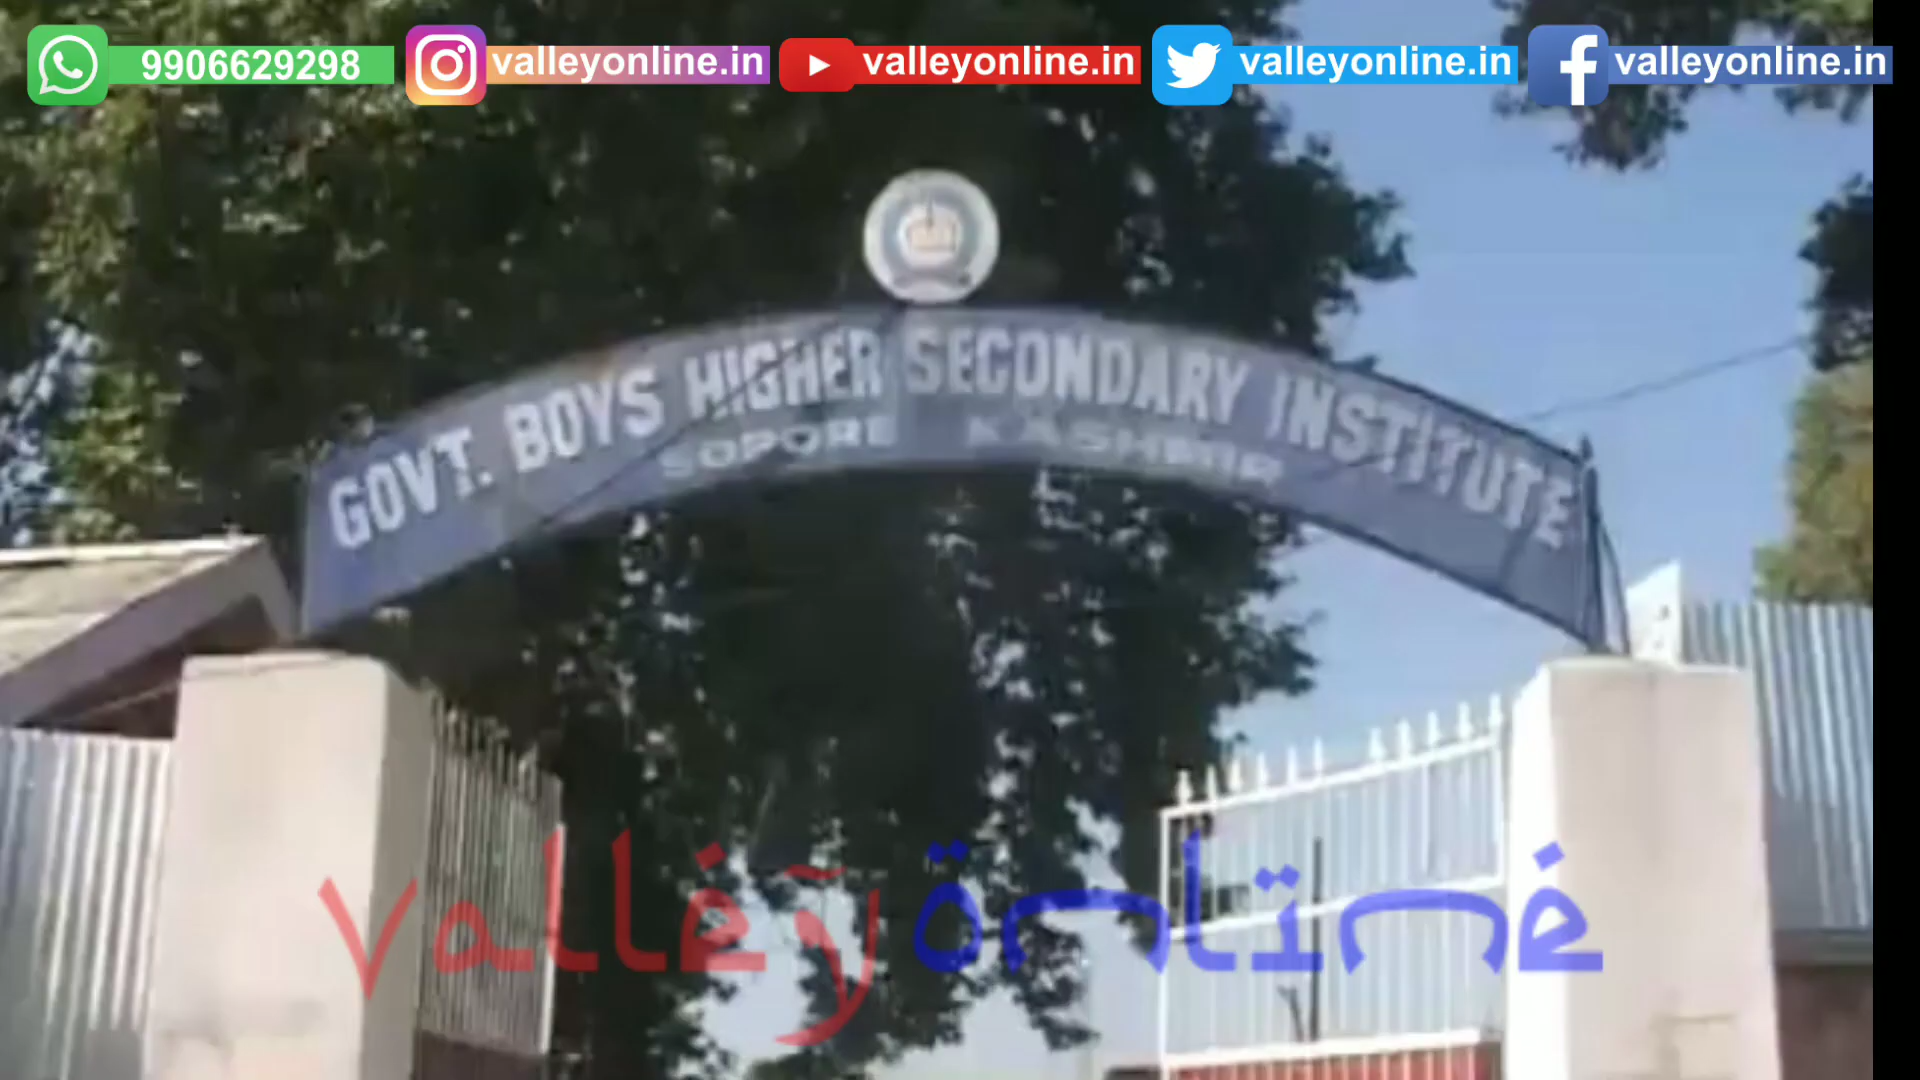 9906629298 valleyonline.in valleyonline.in valleyonline.in valleyonline.in
GOVT. BOYS HIGHER SECONDARY INSTITUTE
SOPORE KASHMIR
valleyonline